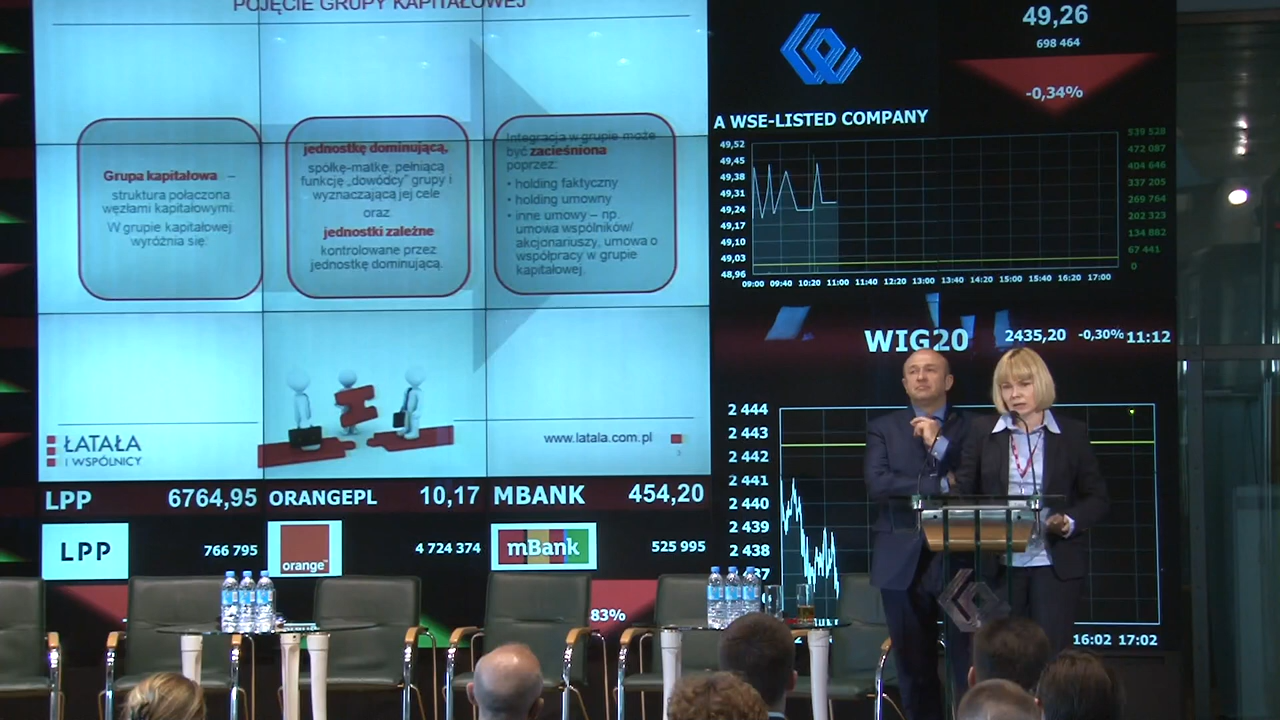 POJĘCIE GRUPY KAPITAŁOWEJ
Grupa kapitałowa –
struktura połączona
węzłami kapitałowymi.
W grupie kapitałowej
wyróżnia się:
jednostkę dominującą,
spółkę-matkę, pełniącą
funkcję „dowódcy” grupy i
wyznaczającą jej cele
oraz
jednostki zależne
kontrolowane przez
jednostkę dominującą.
Integracja w grupie może
być zacieśniona
poprzez:
• holding faktyczny
• holding umowny
• inne umowy – np.
umowa wspólników/
akcjonariuszy, umowa o
współpracy w grupie
kapitałowej.
ŁATAŁA
I WSPÓLNICY
www.latala.com.pl
3
LPP 6764,95
LPP
766 795
ORANGEPL 10,17
orange™
4 724 374
MBANK 454,20
mBank
525 995
83%
49,26
698 464
-0,34%
A WSE-LISTED COMPANY
49,52
49,45
49,38
49,31
49,24
49,17
49,10
49,03
48,96
539 528
472 087
404 646
337 205
269 764
202 323
134 882
67 441
0
09:00 09:40 10:20 11:00 11:40 12:20 13:00 13:40 14:20 15:00 15:40 16:20 17:00
WIG20 2435,20 -0,30% 11:12
2 444
2 443
2 442
2 441
2 440
2 439
2 438
16:02 17:02